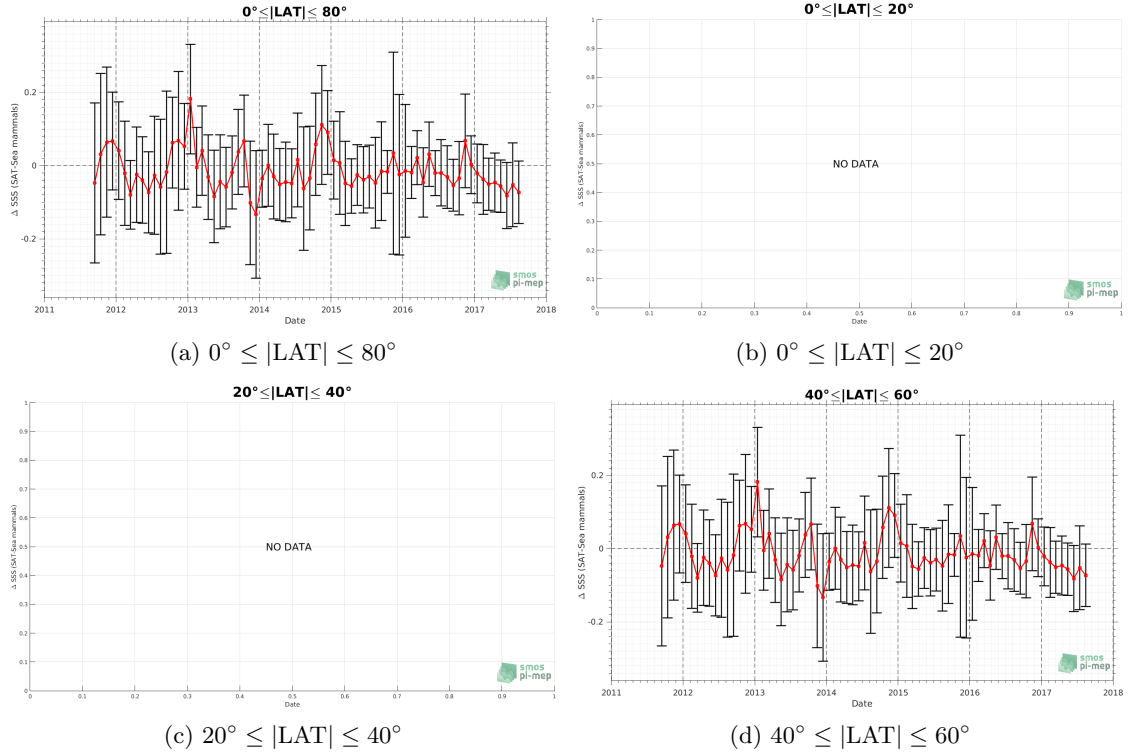 0°≤|LAT|≤ 80°
Δ SSS (SAT-Sea mammals)
0.2
0
-0.2
2011 2012 2013 2014 2015 2016 2017 2018
Date
smos
pi-mep
(a) 0° ≤ |LAT| ≤ 80°
0°≤|LAT|≤ 20°
Δ SSS (SAT-Sea mammals)
1
0.9
0.8
0.7
0.6
0.5
0.4
0.3
0.2
0.1
0
NO DATA
0 0.1 0.2 0.3 0.4 0.5 0.6 0.7 0.8 0.9 1
Date
smos
pi-mep
(b) 0° ≤ |LAT| ≤ 20°
20°≤|LAT|≤ 40°
Δ SSS (SAT-Sea mammals)
1
0.9
0.8
0.7
0.6
0.5
0.4
0.3
0.2
0.1
0
NO DATA
0 0.1 0.2 0.3 0.4 0.5 0.6 0.7 0.8 0.9 1
Date
smos
pi-mep
(c) 20° ≤ |LAT| ≤ 40°
40°≤|LAT|≤ 60°
Δ SSS (SAT-Sea mammals)
0.2
0
-0.2
2011 2012 2013 2014 2015 2016 2017 2018
Date
smos
pi-mep
(d) 40° ≤ |LAT| ≤ 60°